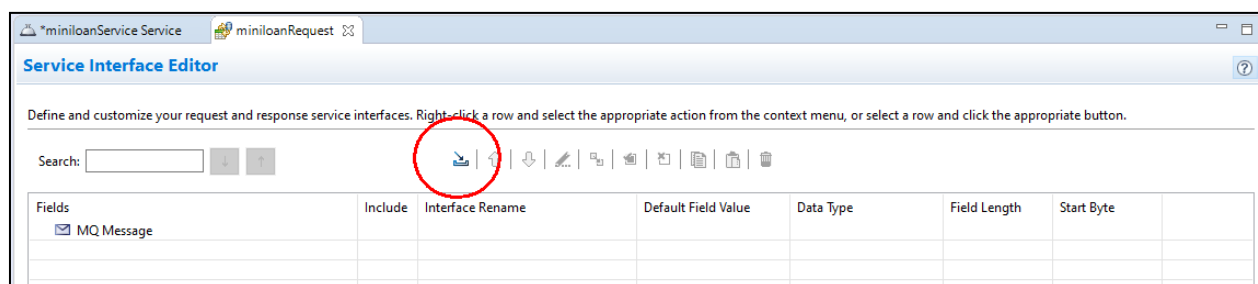 *miniloanService Service miniloanRequest
Service Interface Editor
Define and customize your request and response service interfaces. Right-click a row and select the appropriate action from the context menu, or select a row and click the appropriate button.
Search:
Fields Include Interface Rename Default Field Value Data Type Field Length Start Byte
MQ Message